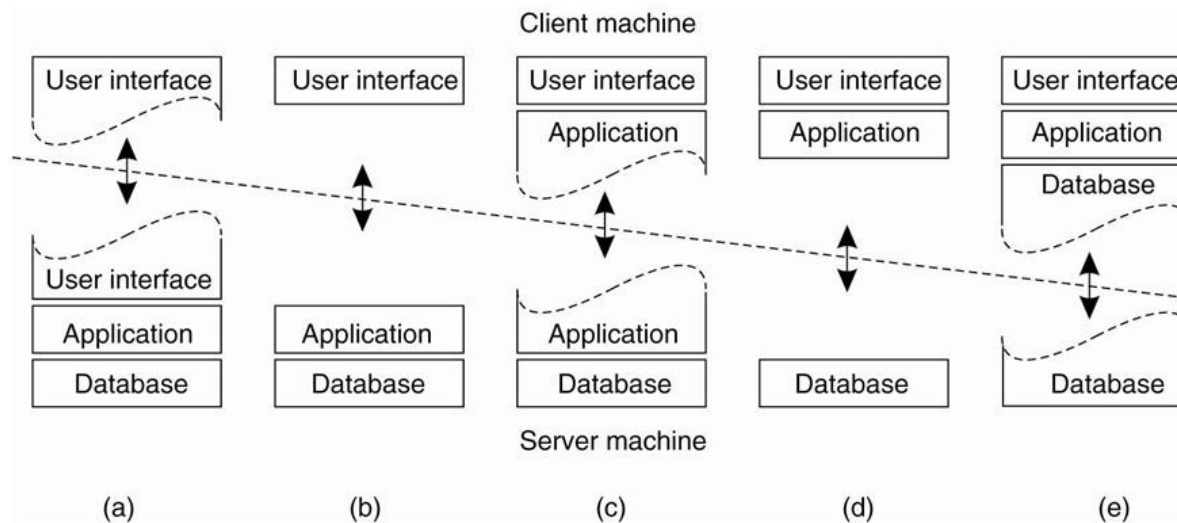 Client machine
User interface
User interface
User interface
User interface
User interface
Application
Application
Application
Database
User interface
Application
Application
Application
Database
Database
Database
Database
Database
Server machine
(a)
(b)
(c)
(d)
(e)